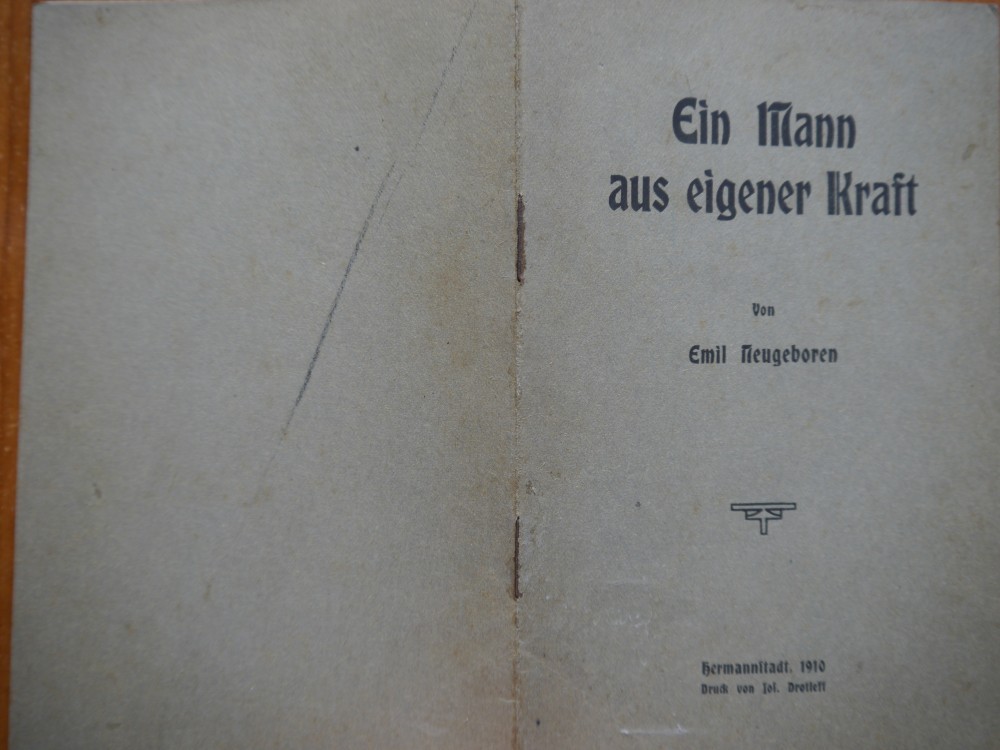 Ein Mann
aus eigener Kraft
Von
Emil Neugeboren
Hermannſtadt. 1910
Druck von Joſ. Drotleff